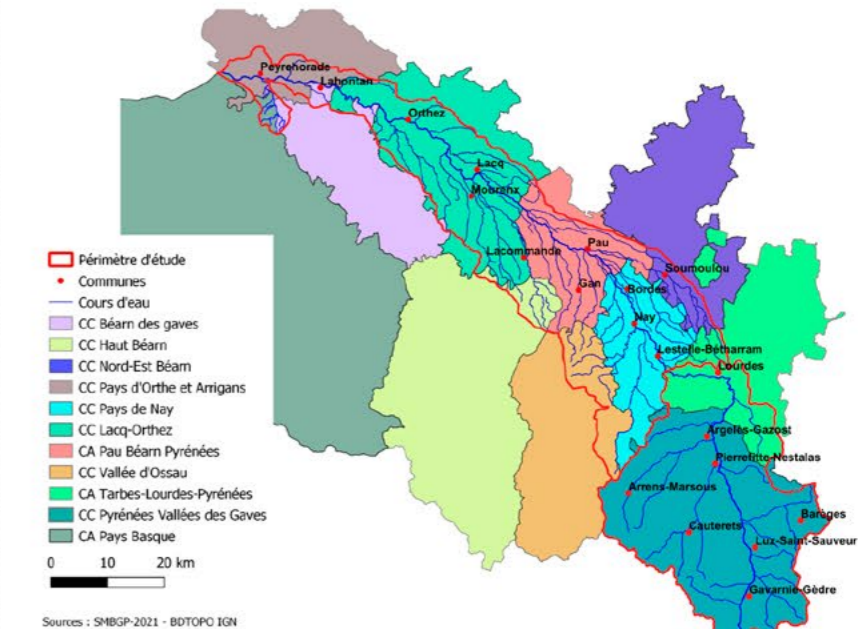 Peyrehorade
Lahontan
Orthez
Lacq
Mourenx
Lacommande
Pau
Soumoulou
Gan
Bordes
Nay
Lestelle-Bétharram
Lourdes
Argelès-Gazost
Pierrefitte-Nestalas
Arrens-Marsous
Barèges
Cauterets
Luz-Saint-Sauveur
Gavarnie-Gèdre
Périmètre d'étude
Communes
Cours d'eau
CC Béarn des gaves
CC Haut Béarn
CC Nord-Est Béarn
CC Pays d'Orthe et Arrigans
CC Pays de Nay
CC Lacq-Orthez
CA Pau Béarn Pyrénées
CC Vallée d'Ossau
CA Tarbes-Lourdes-Pyrénées
CC Pyrénées Vallées des Gaves
CA Pays Basque
0 10 20 km
Sources : SMBGP-2021 - BDTOPO IGN